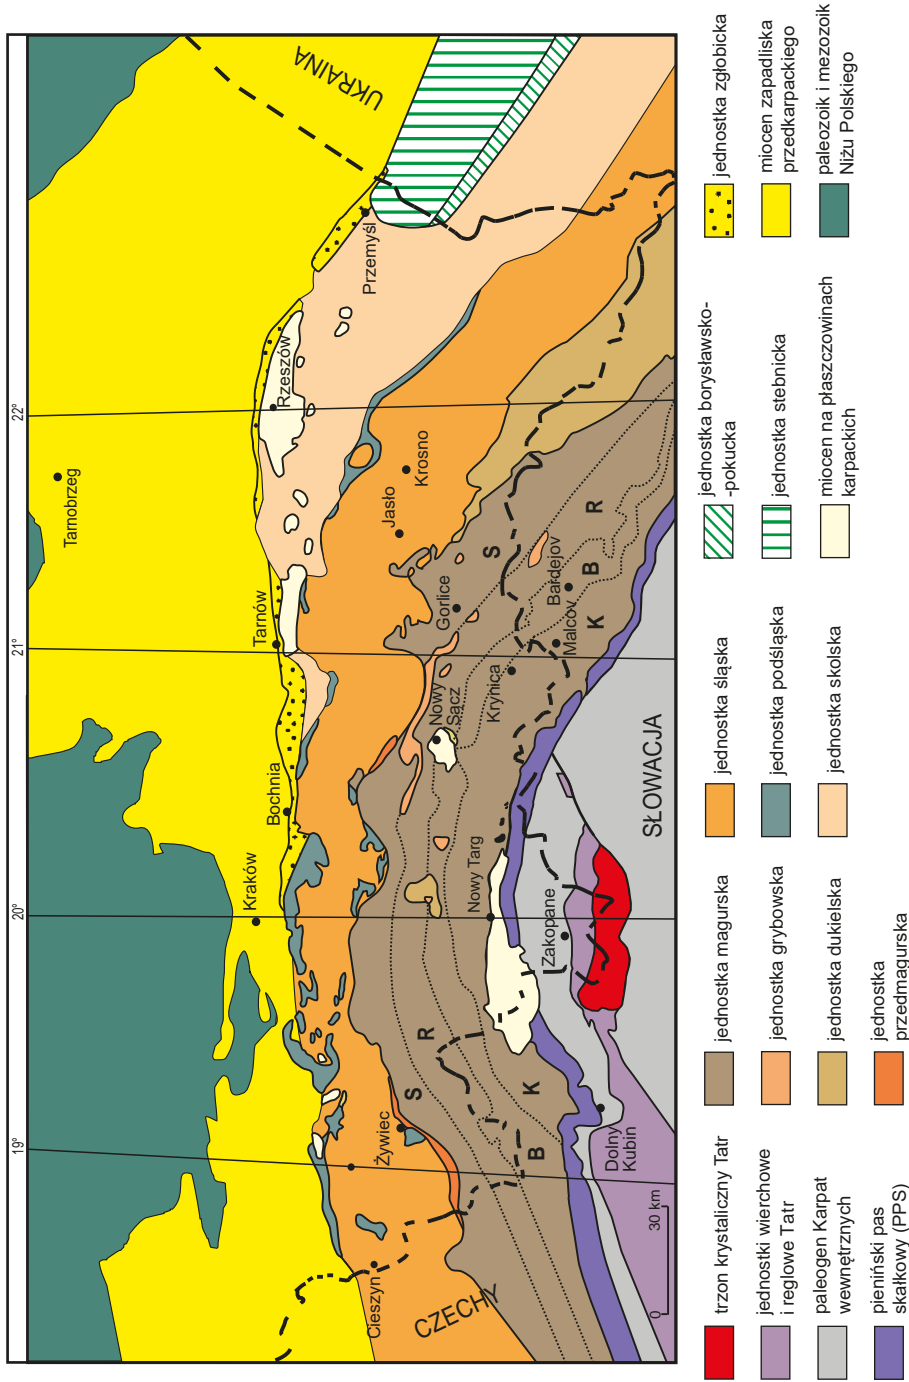 19°
20°
21°
22°
Tarnobrzeg
UKRAINA
Kraków
Bochnia
Tarnów
Rzeszów
Przemyśl
Cieszyn
Żywiec
Jasło
Krosno
Gorlice
Nowy
Sącz
Krynica
Nowy Targ
Zakopane
Malcov
Bardejov
Dolny
Kubin
CZECHY
SŁOWACJA
S
R
B
K
S
R
B
K
0
30 km
trzon krystaliczny Tatr
jednostki wierchowe
i reglowe Tatr
paleogen Karpat
wewnętrznych
pieniński pas
skałkowy (PPS)
jednostka magurska
jednostka grybowska
jednostka dukielska
jednostka
przedmagurska
jednostka śląska
jednostka podśląska
jednostka skolska
jednostka borysławsko-
-pokucka
jednostka stebnicka
miocen na płaszczowinach
karpackich
jednostka zgłobicka
miocen zapadliska
przedkarpackiego
paleozoik i mezozoik
Niżu Polskiego